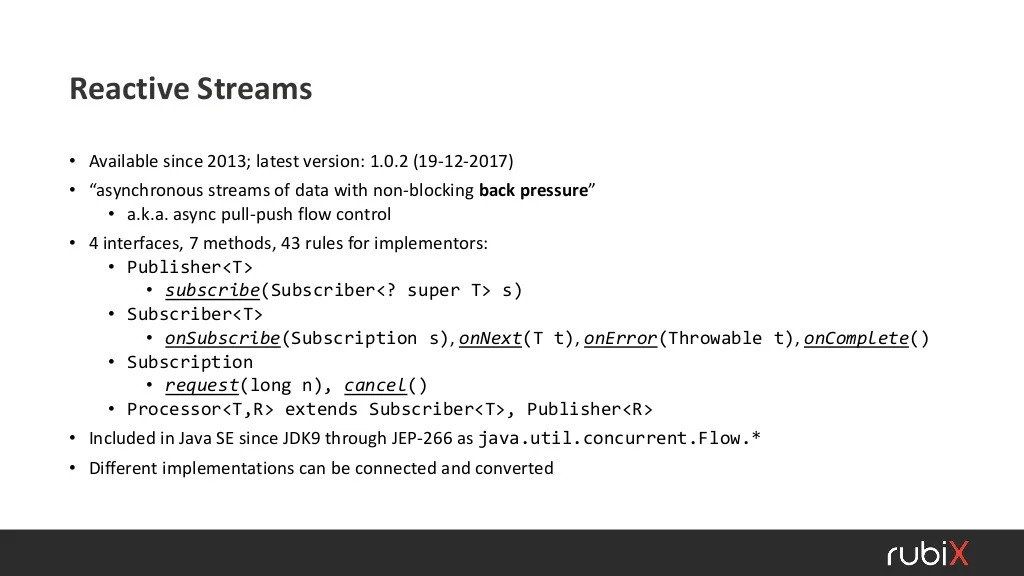 Reactive Streams
• Available since 2013; latest version: 1.0.2 (19-12-2017)
• “asynchronous streams of data with non-blocking back pressure”
• a.k.a. async pull-push flow control
• 4 interfaces, 7 methods, 43 rules for implementors:
• Publisher<T>
• subscribe(Subscriber<? super T> s)
• Subscriber<T>
• onSubscribe(Subscription s), onNext(T t), onError(Throwable t), onComplete()
• Subscription
• request(long n), cancel()
• Processor<T,R> extends Subscriber<T>, Publisher<R>
• Included in Java SE since JDK9 through JEP-266 as java.util.concurrent.Flow.*
• Different implementations can be connected and converted
rubiX